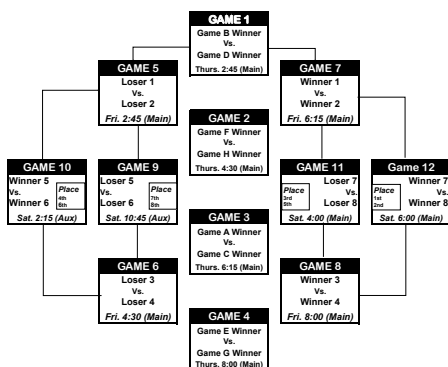 GAME 1
Game B Winner
Vs.
Game D Winner
Thurs. 2:45 (Main)
GAME 5
Loser 1
Vs.
Loser 2
Fri. 2:45 (Main)
GAME 7
Winner 1
Vs.
Winner 2
Fri. 6:15 (Main)
GAME 2
Game F Winner
Vs.
Game H Winner
Thurs. 4:30 (Main)
GAME 10
Winner 5
Vs.
Winner 6
Place
4th
6th
Sat. 2:15 (Aux)
GAME 9
Loser 5
Vs.
Loser 6
Place
7th
8th
Sat. 10:45 (Aux)
GAME 11
Loser 7
Vs.
Loser 8
Place
3rd
5th
Sat. 4:00 (Main)
Game 12
Winner 7
Vs.
Winner 8
Place
1st
2nd
Sat. 6:00 (Main)
GAME 3
Game A Winner
Vs.
Game C Winner
Thurs. 6:15 (Main)
GAME 6
Loser 3
Vs.
Loser 4
Fri. 4:30 (Main)
GAME 8
Winner 3
Vs.
Winner 4
Fri. 8:00 (Main)
GAME 4
Game E Winner
Vs.
Game G Winner
Thurs. 8:00 (Main)